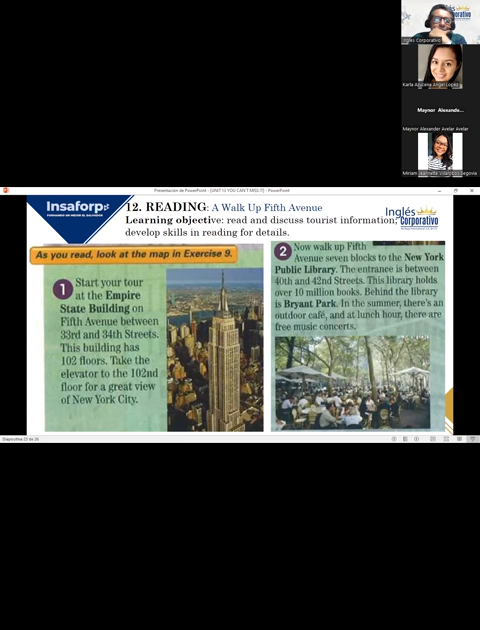 Inglés Corporativo
Karla Azucena Angel Lopez
Maynor Alexande...
Maynor Alexander Avelar Avelar
Miriam Jeannette Villalobos Segovia
Presentación de PowerPoint - [UNIT 13 YOU CAN'T MISS IT] - PowerPoint
Insaforp
12. READING: A Walk Up Fifth Avenue
Learning objective: read and discuss tourist information;
develop skills in reading for details.
Inglés
Corporativo
As you read, look at the map in Exercise 9.
1 Start your tour
at the Empire
State Building on
Fifth Avenue between
33rd and 34th Streets.
This building has
102 floors. Take the
elevator to the 102nd
floor for a great view
of New York City.
2 Now walk up Fifth
Avenue seven blocks to the New York
Public Library. The entrance is between
40th and 42nd Streets. This library holds
over 10 million books. Behind the library
is Bryant Park. In the summer, there's an
outdoor café, and at lunch hour, there are
free music concerts.